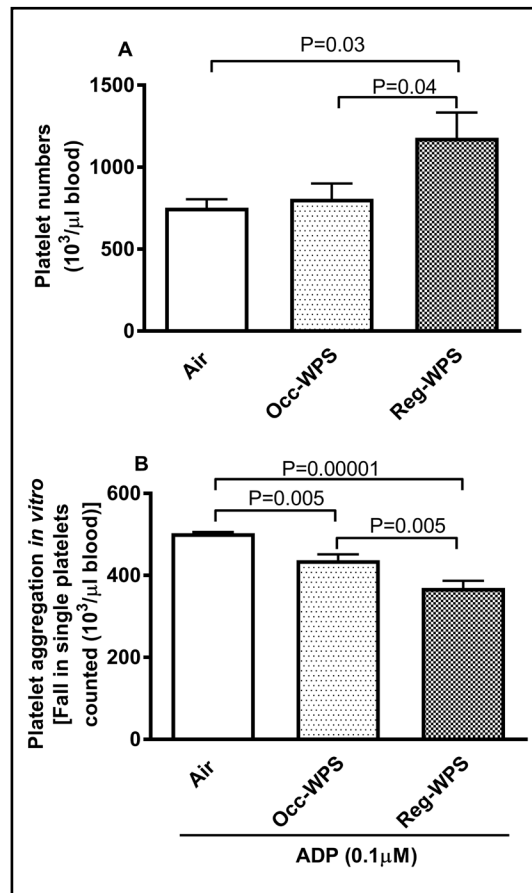 A
P=0.03
P=0.04
1500
1000
500
0
Platelet numbers
(10³/µl blood)
Air
Occ-WPS
Reg-WPS
B
P=0.00001
P=0.005
P=0.005
600
400
200
0
Platelet aggregation in vitro
[Fall in single platelets
counted (10³/µl blood)]
Air
Occ-WPS
Reg-WPS
ADP (0.1µM)